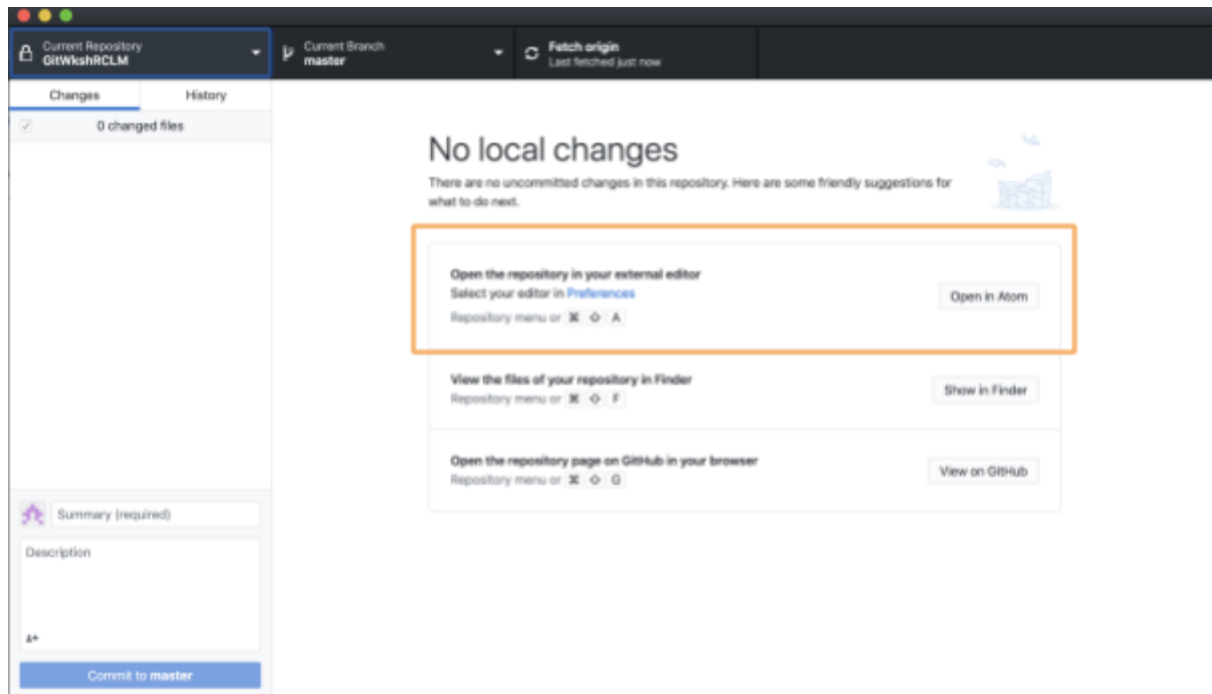 Current Repository
GitWkshRCLM
Current Branch
master
Fetch origin
Last fetched just now
Changes
History
0 changed files
No local changes
There are no uncommitted changes in this repository. Here are some friendly suggestions for
what to do next.
Open the repository in your external editor
Select your editor in Preferences
Repository menu or ⌘ ⇧ A
Open in Atom
View the files of your repository in Finder
Repository menu or ⌘ ⇧ F
Show in Finder
Open the repository page on GitHub in your browser
Repository menu or ⌘ ⇧ G
View on GitHub
Summary (required)
Description
Commit to master